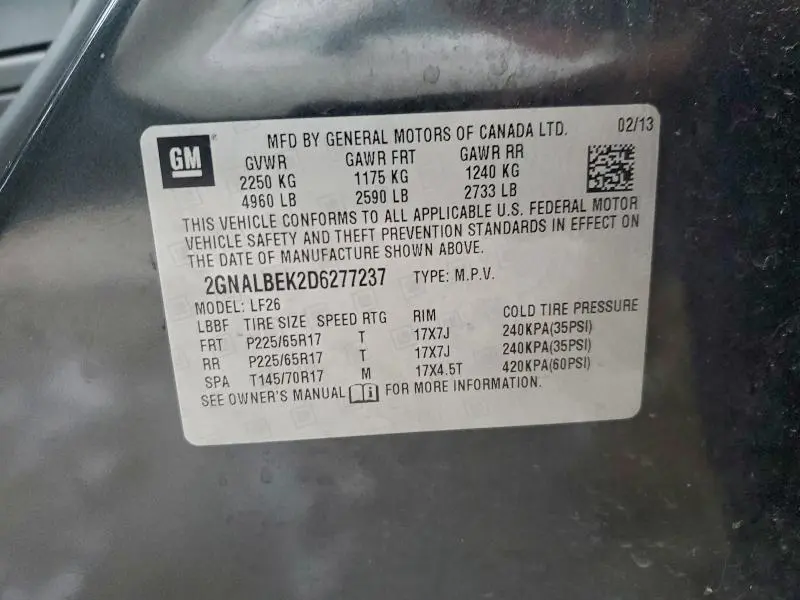 GM
MFD BY GENERAL MOTORS OF CANADA LTD. 02/13
GVWR GAWR FRT GAWR RR
2250 KG 1175 KG 1240 KG
4960 LB 2590 LB 2733 LB
THIS VEHICLE CONFORMS TO ALL APPLICABLE U.S. FEDERAL MOTOR
VEHICLE SAFETY AND THEFT PREVENTION STANDARDS IN EFFECT ON
THE DATE OF MANUFACTURE SHOWN ABOVE.
2GNALBEK2D6277237 TYPE: M.P.V.
MODEL: LF26
LBBF TIRE SIZE SPEED RTG RIM COLD TIRE PRESSURE
FRT P225/65R17 T 17X7J 240KPA(35PSI)
RR P225/65R17 T 17X7J 240KPA(35PSI)
SPA T145/70R17 M 17X4.5T 420KPA(60PSI)
SEE OWNER'S MANUAL i FOR MORE INFORMATION.